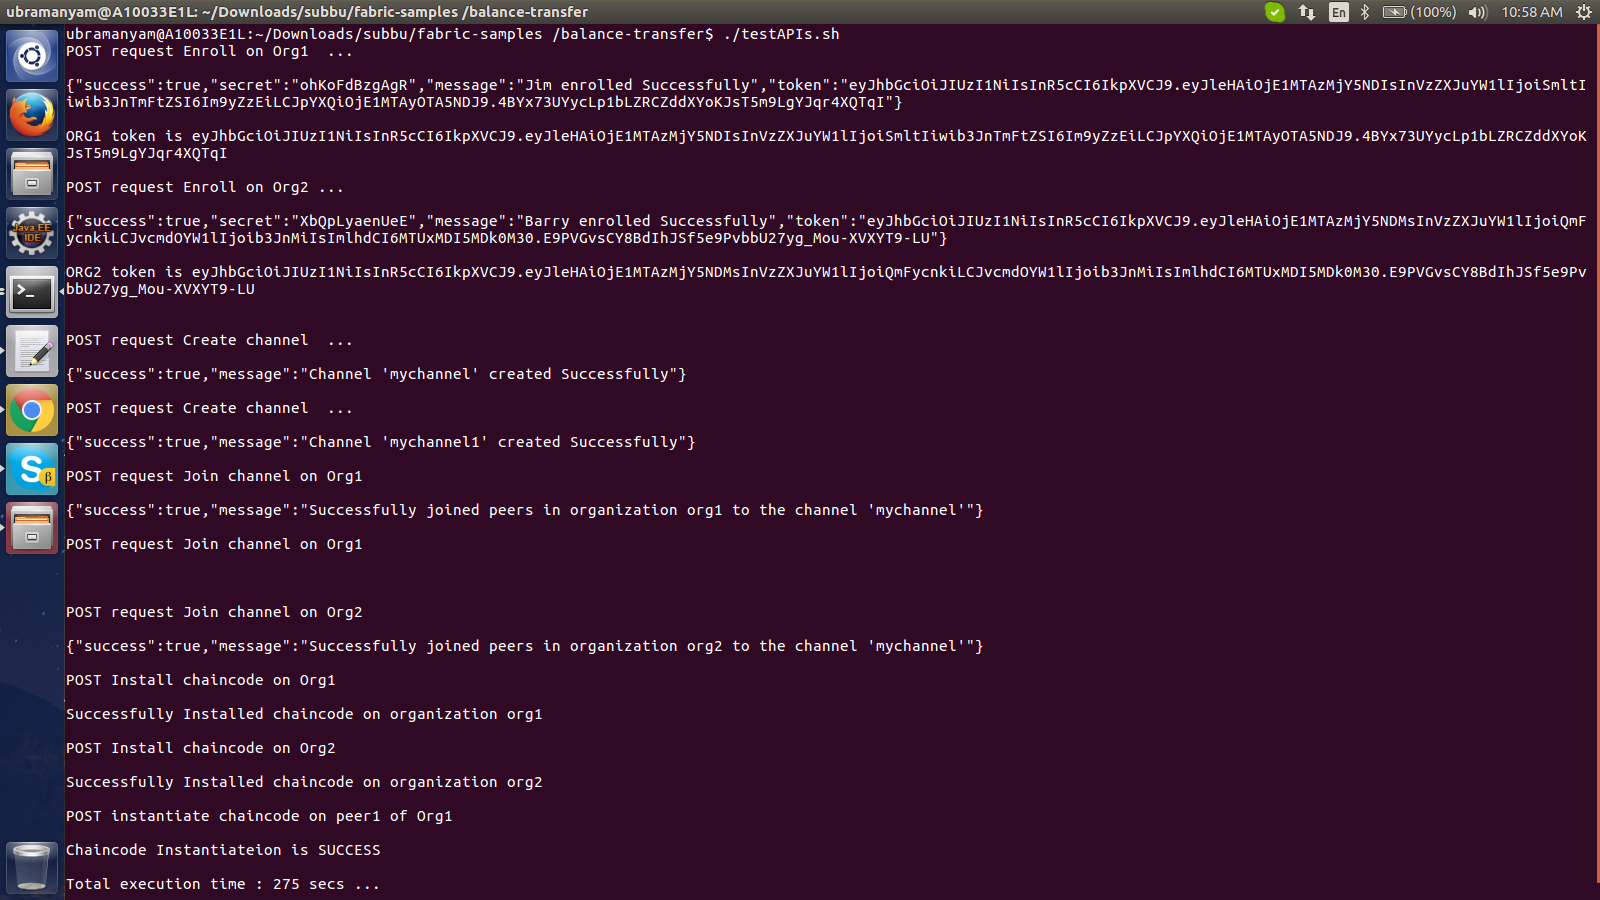 ubramanyam@A10033E1L: ~/Downloads/subbu/fabric-samples /balance-transfer
En (100%) 10:58 AM
ubramanyam@A10033E1L:~/Downloads/subbu/fabric-samples /balance-transfer$ ./testAPIs.sh
POST request Enroll on Org1  ...
{"success":true,"secret":"ohKoFdBzgAgR","message":"Jim enrolled Successfully","token":"eyJhbGciOiJIUzI1NiIsInR5cCI6IkpXVCJ9.eyJleHAiOjE1MTAzMjY5NDIsInVzZXJuYW1lIjoiSmltI
iwib3JnTmFtZSI6Im9yZzEiLCJpYXQiOjE1MTAyOTA5NDJ9.4BYx73UYycLp1bLZRCZddXYoKJsT5m9LgYJqr4XQTqI"}
ORG1 token is eyJhbGciOiJIUzI1NiIsInR5cCI6IkpXVCJ9.eyJleHAiOjE1MTAzMjY5NDIsInVzZXJuYW1lIjoiSmltIiwib3JnTmFtZSI6Im9yZzEiLCJpYXQiOjE1MTAyOTA5NDJ9.4BYx73UYycLp1bLZRCZddXYoK
JsT5m9LgYJqr4XQTqI
POST request Enroll on Org2 ...
{"success":true,"secret":"XbQpLyaenUeE","message":"Barry enrolled Successfully","token":"eyJhbGciOiJIUzI1NiIsInR5cCI6IkpXVCJ9.eyJleHAiOjE1MTAzMjY5NDMsInVzZXJuYW1lIjoiQmF
ycnkiLCJvcmdOYW1lIjoib3JnMiIsImlhdCI6MTUxMDI5MDk0M30.E9PVGvsCY8BdIhJSf5e9PvbbU27yg_Mou-XVXYT9-LU"}
ORG2 token is eyJhbGciOiJIUzI1NiIsInR5cCI6IkpXVCJ9.eyJleHAiOjE1MTAzMjY5NDMsInVzZXJuYW1lIjoiQmFycnkiLCJvcmdOYW1lIjoib3JnMiIsImlhdCI6MTUxMDI5MDk0M30.E9PVGvsCY8BdIhJSf5e9Pv
bbU27yg_Mou-XVXYT9-LU
POST request Create channel  ...
{"success":true,"message":"Channel 'mychannel' created Successfully"}
POST request Create channel  ...
{"success":true,"message":"Channel 'mychannel1' created Successfully"}
POST request Join channel on Org1
{"success":true,"message":"Successfully joined peers in organization org1 to the channel 'mychannel'"}
POST request Join channel on Org1
POST request Join channel on Org2
{"success":true,"message":"Successfully joined peers in organization org2 to the channel 'mychannel'"}
POST Install chaincode on Org1
Successfully Installed chaincode on organization org1
POST Install chaincode on Org2
Successfully Installed chaincode on organization org2
POST instantiate chaincode on peer1 of Org1
Chaincode Instantiateion is SUCCESS
Total execution time : 275 secs ...
Java EE
IDE
>_
S β